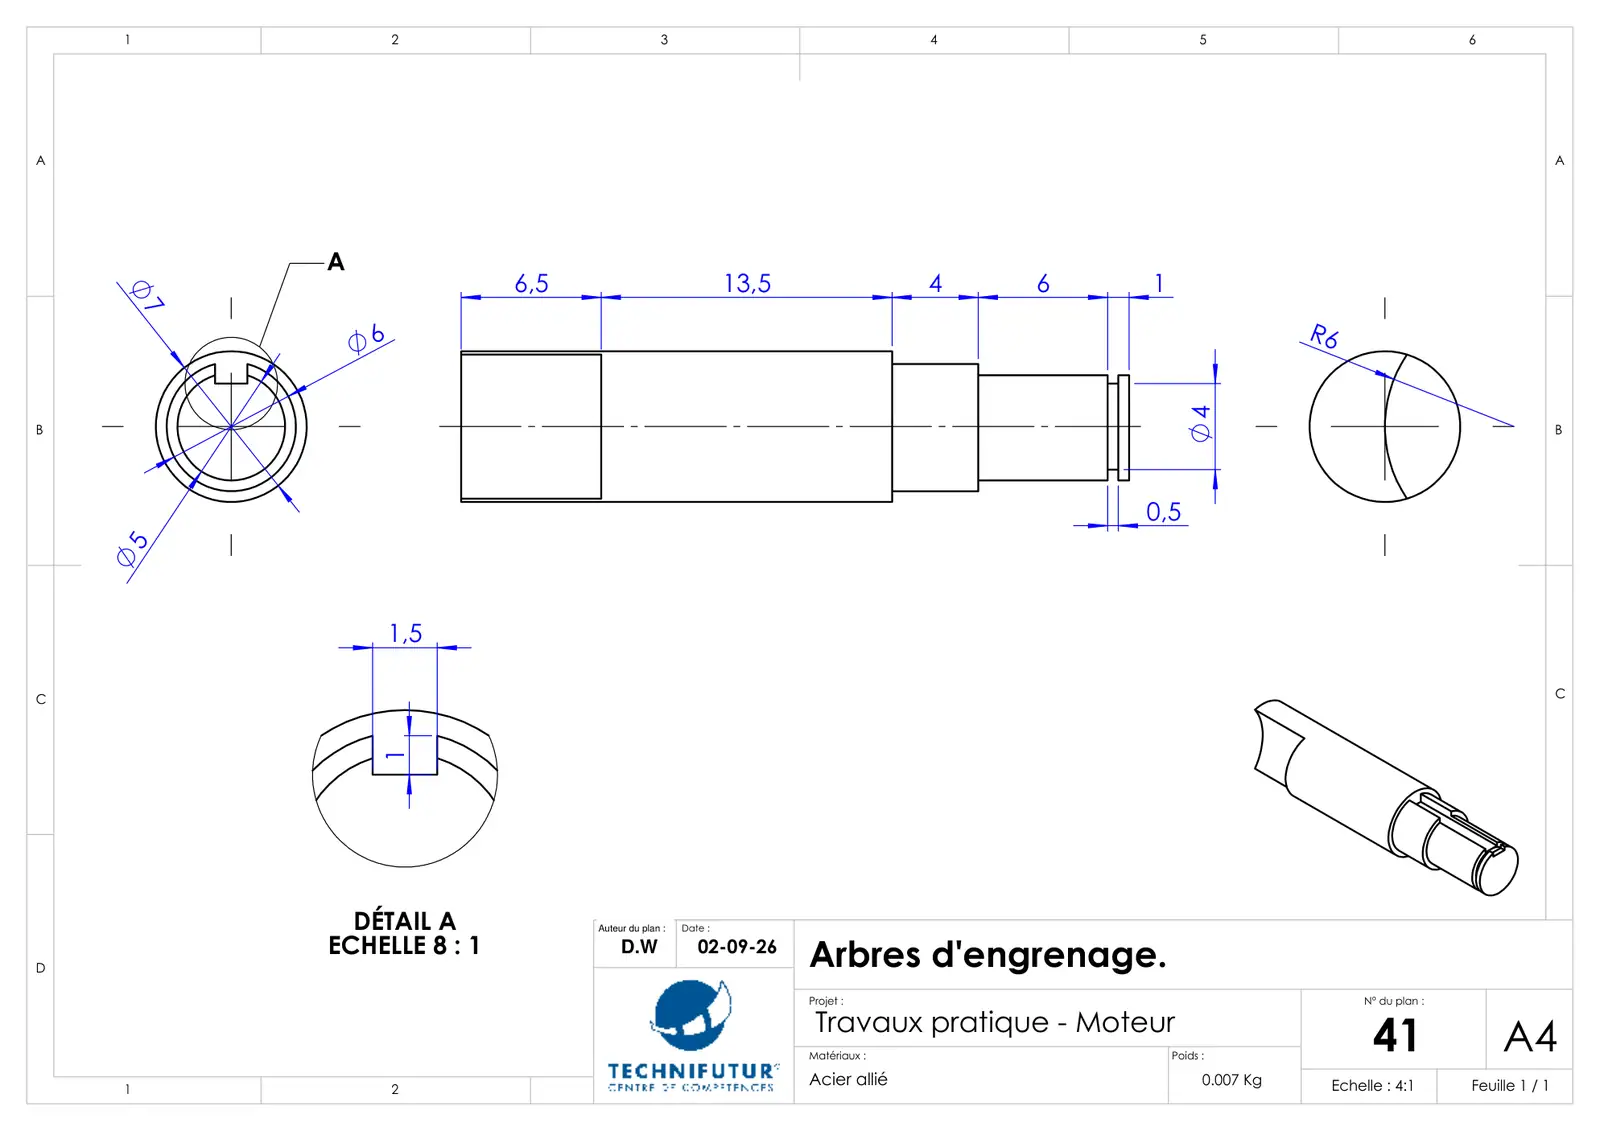 1 2 3 4 5 6
A A
A
Ø7
Ø6
6,5 13,5 4 6 1
R6
B B
Ø4
Ø5
0,5
1,5
1
C C
DÉTAIL A
ECHELLE 8 : 1
D
Auteur du plan :
D.W
Date :
02-09-26
Arbres d'engrenage.
Projet :
Travaux pratique - Moteur
N° du plan :
41
A4
Matériaux :
Acier allié
Poids :
0.007 Kg
Echelle : 4:1
Feuille 1 / 1
TECHNIFUTUR
CENTRE DE COMPETENCES
1 2